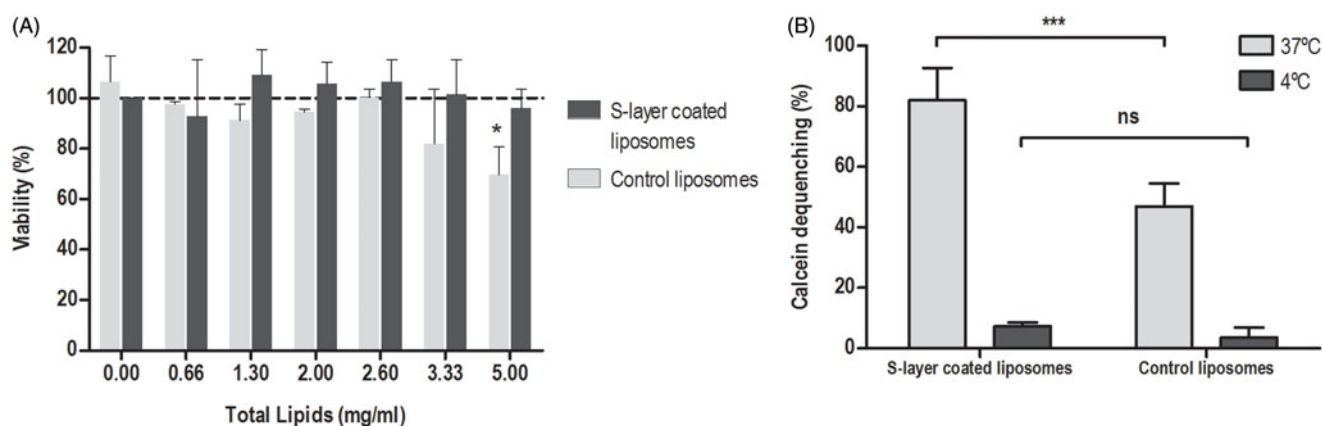 (A)
Viability (%)
120
100
80
60
40
20
0
*
0.00 0.66 1.30 2.00 2.60 3.33 5.00
Total Lipids (mg/ml)
S-layer coated
liposomes
Control liposomes
(B)
Calcein dequenching (%)
100
80
60
40
20
0
***
ns
37ºC
4ºC
S-layer coated liposomes Control liposomes